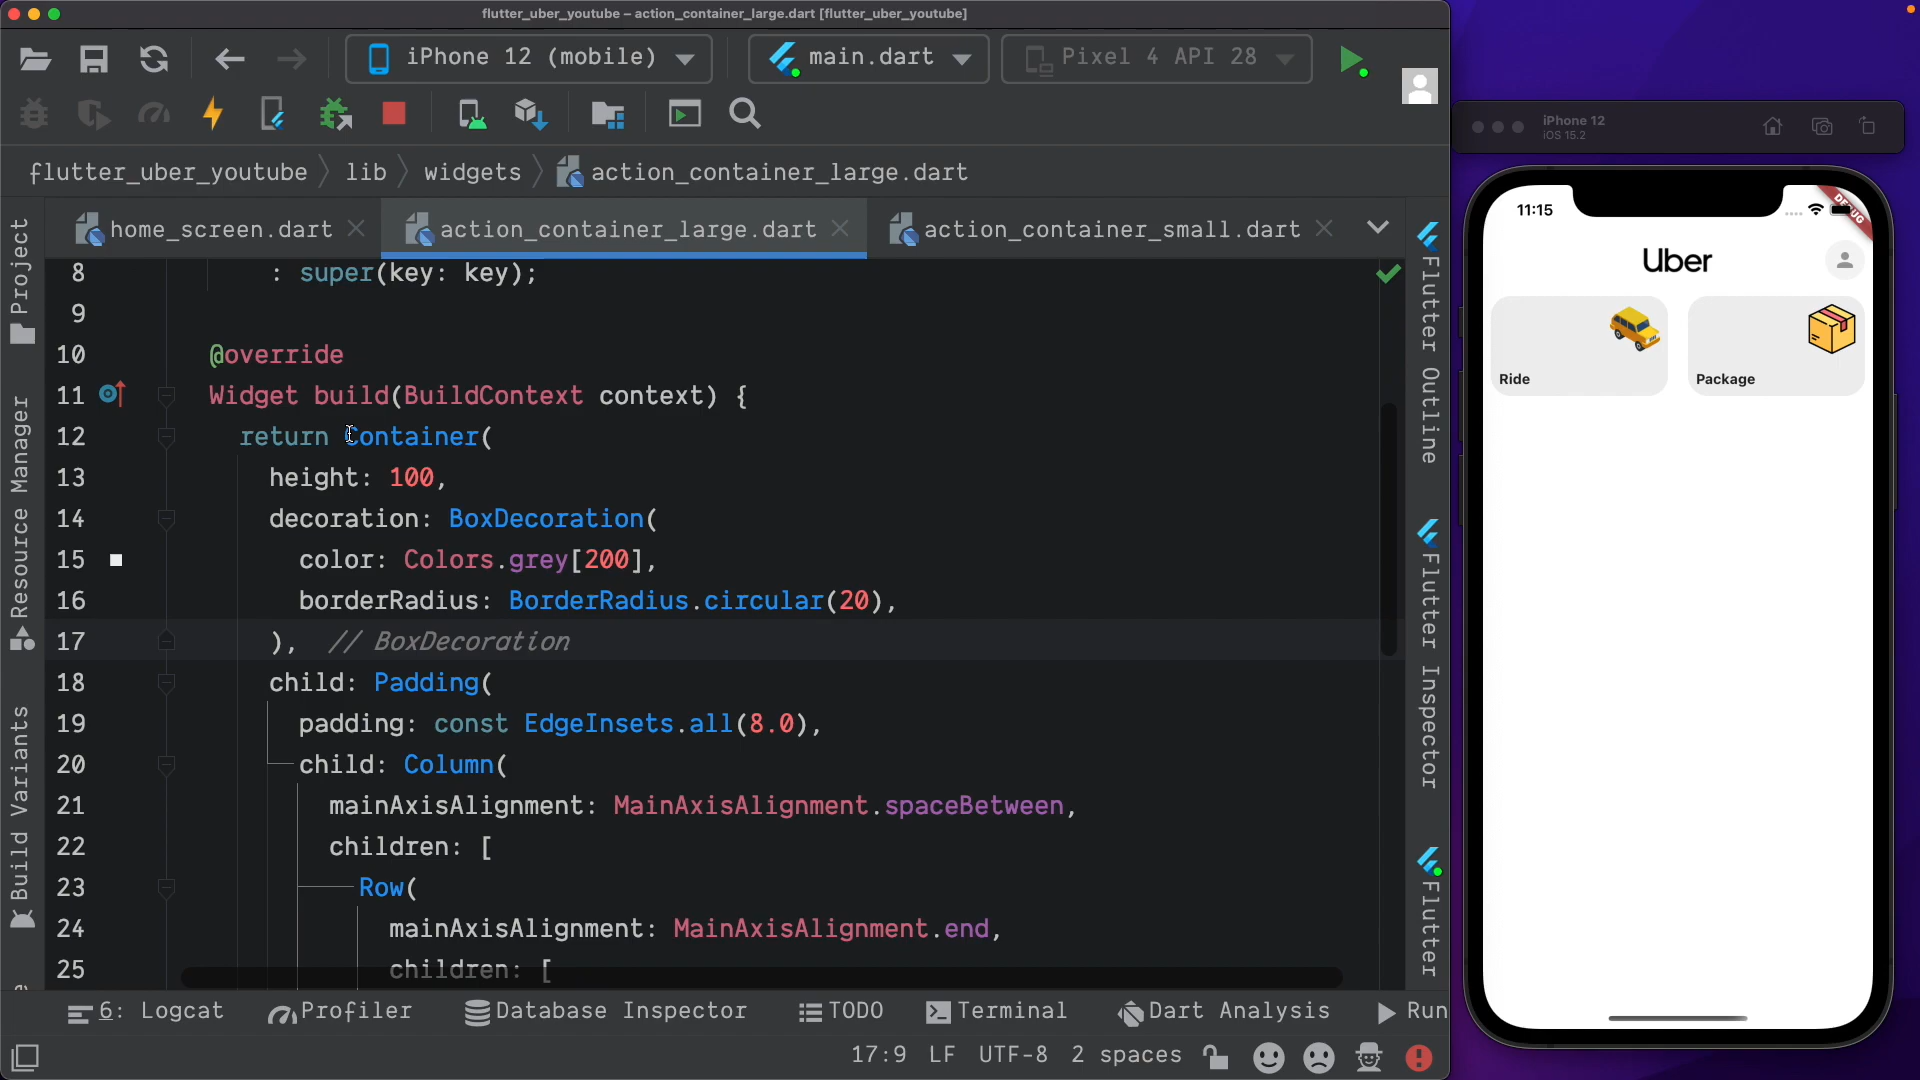 flutter_uber_youtube – action_container_large.dart [flutter_uber_youtube]
iPhone 12 (mobile)
main.dart
Pixel 4 API 28
flutter_uber_youtube
lib
widgets
action_container_large.dart
home_screen.dart
action_container_large.dart
action_container_small.dart
Project
Resource Manager
Build Variants
8 : super(key: key);
9
10 @override
11 Widget build(BuildContext context) {
12 return Container(
13 height: 100,
14 decoration: BoxDecoration(
15 color: Colors.grey[200],
16 borderRadius: BorderRadius.circular(20),
17 ), // BoxDecoration
18 child: Padding(
19 padding: const EdgeInsets.all(8.0),
20 child: Column(
21 mainAxisAlignment: MainAxisAlignment.spaceBetween,
22 children: [
23 Row(
24 mainAxisAlignment: MainAxisAlignment.end,
25 children: [
Flutter Outline
Flutter Inspector
Flutter
6: Logcat
Profiler
Database Inspector
TODO
Terminal
Dart Analysis
Run
17:9 LF UTF-8 2 spaces
iPhone 12
iOS 15.2
11:15
DEBUG
Uber
Ride
Package